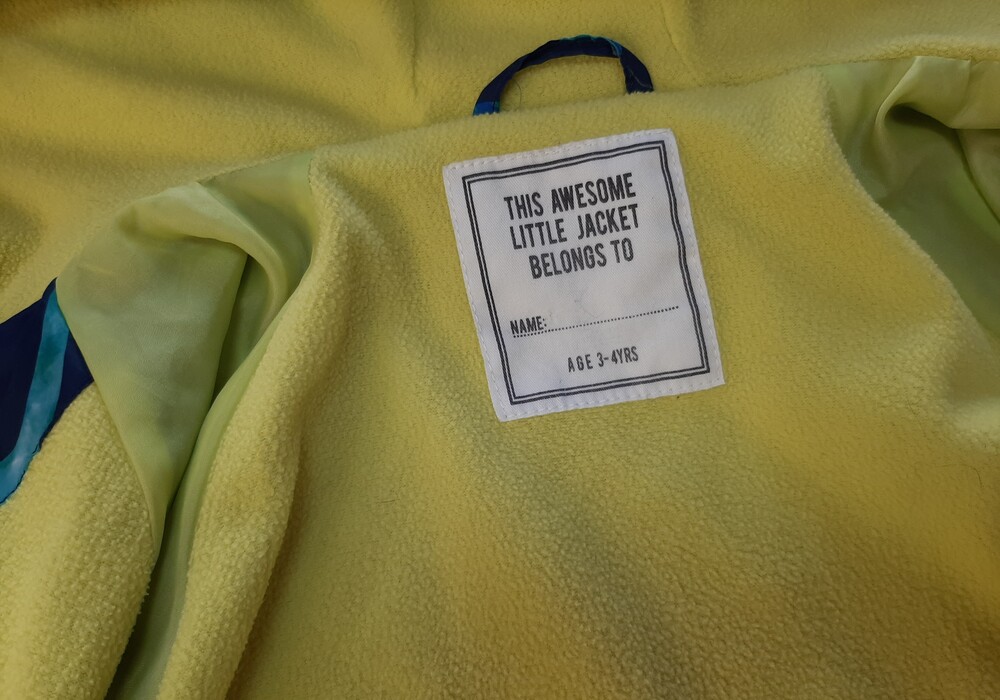 THIS AWESOME
LITTLE JACKET
BELONGS TO
NAME:
AGE 3-4YRS